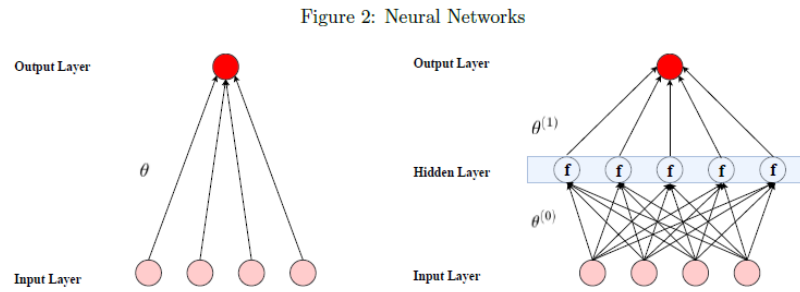 Figure 2: Neural Networks
Output Layer
θ
Input Layer
Output Layer
θ(1)
Hidden Layer
f f f f f
θ(0)
Input Layer